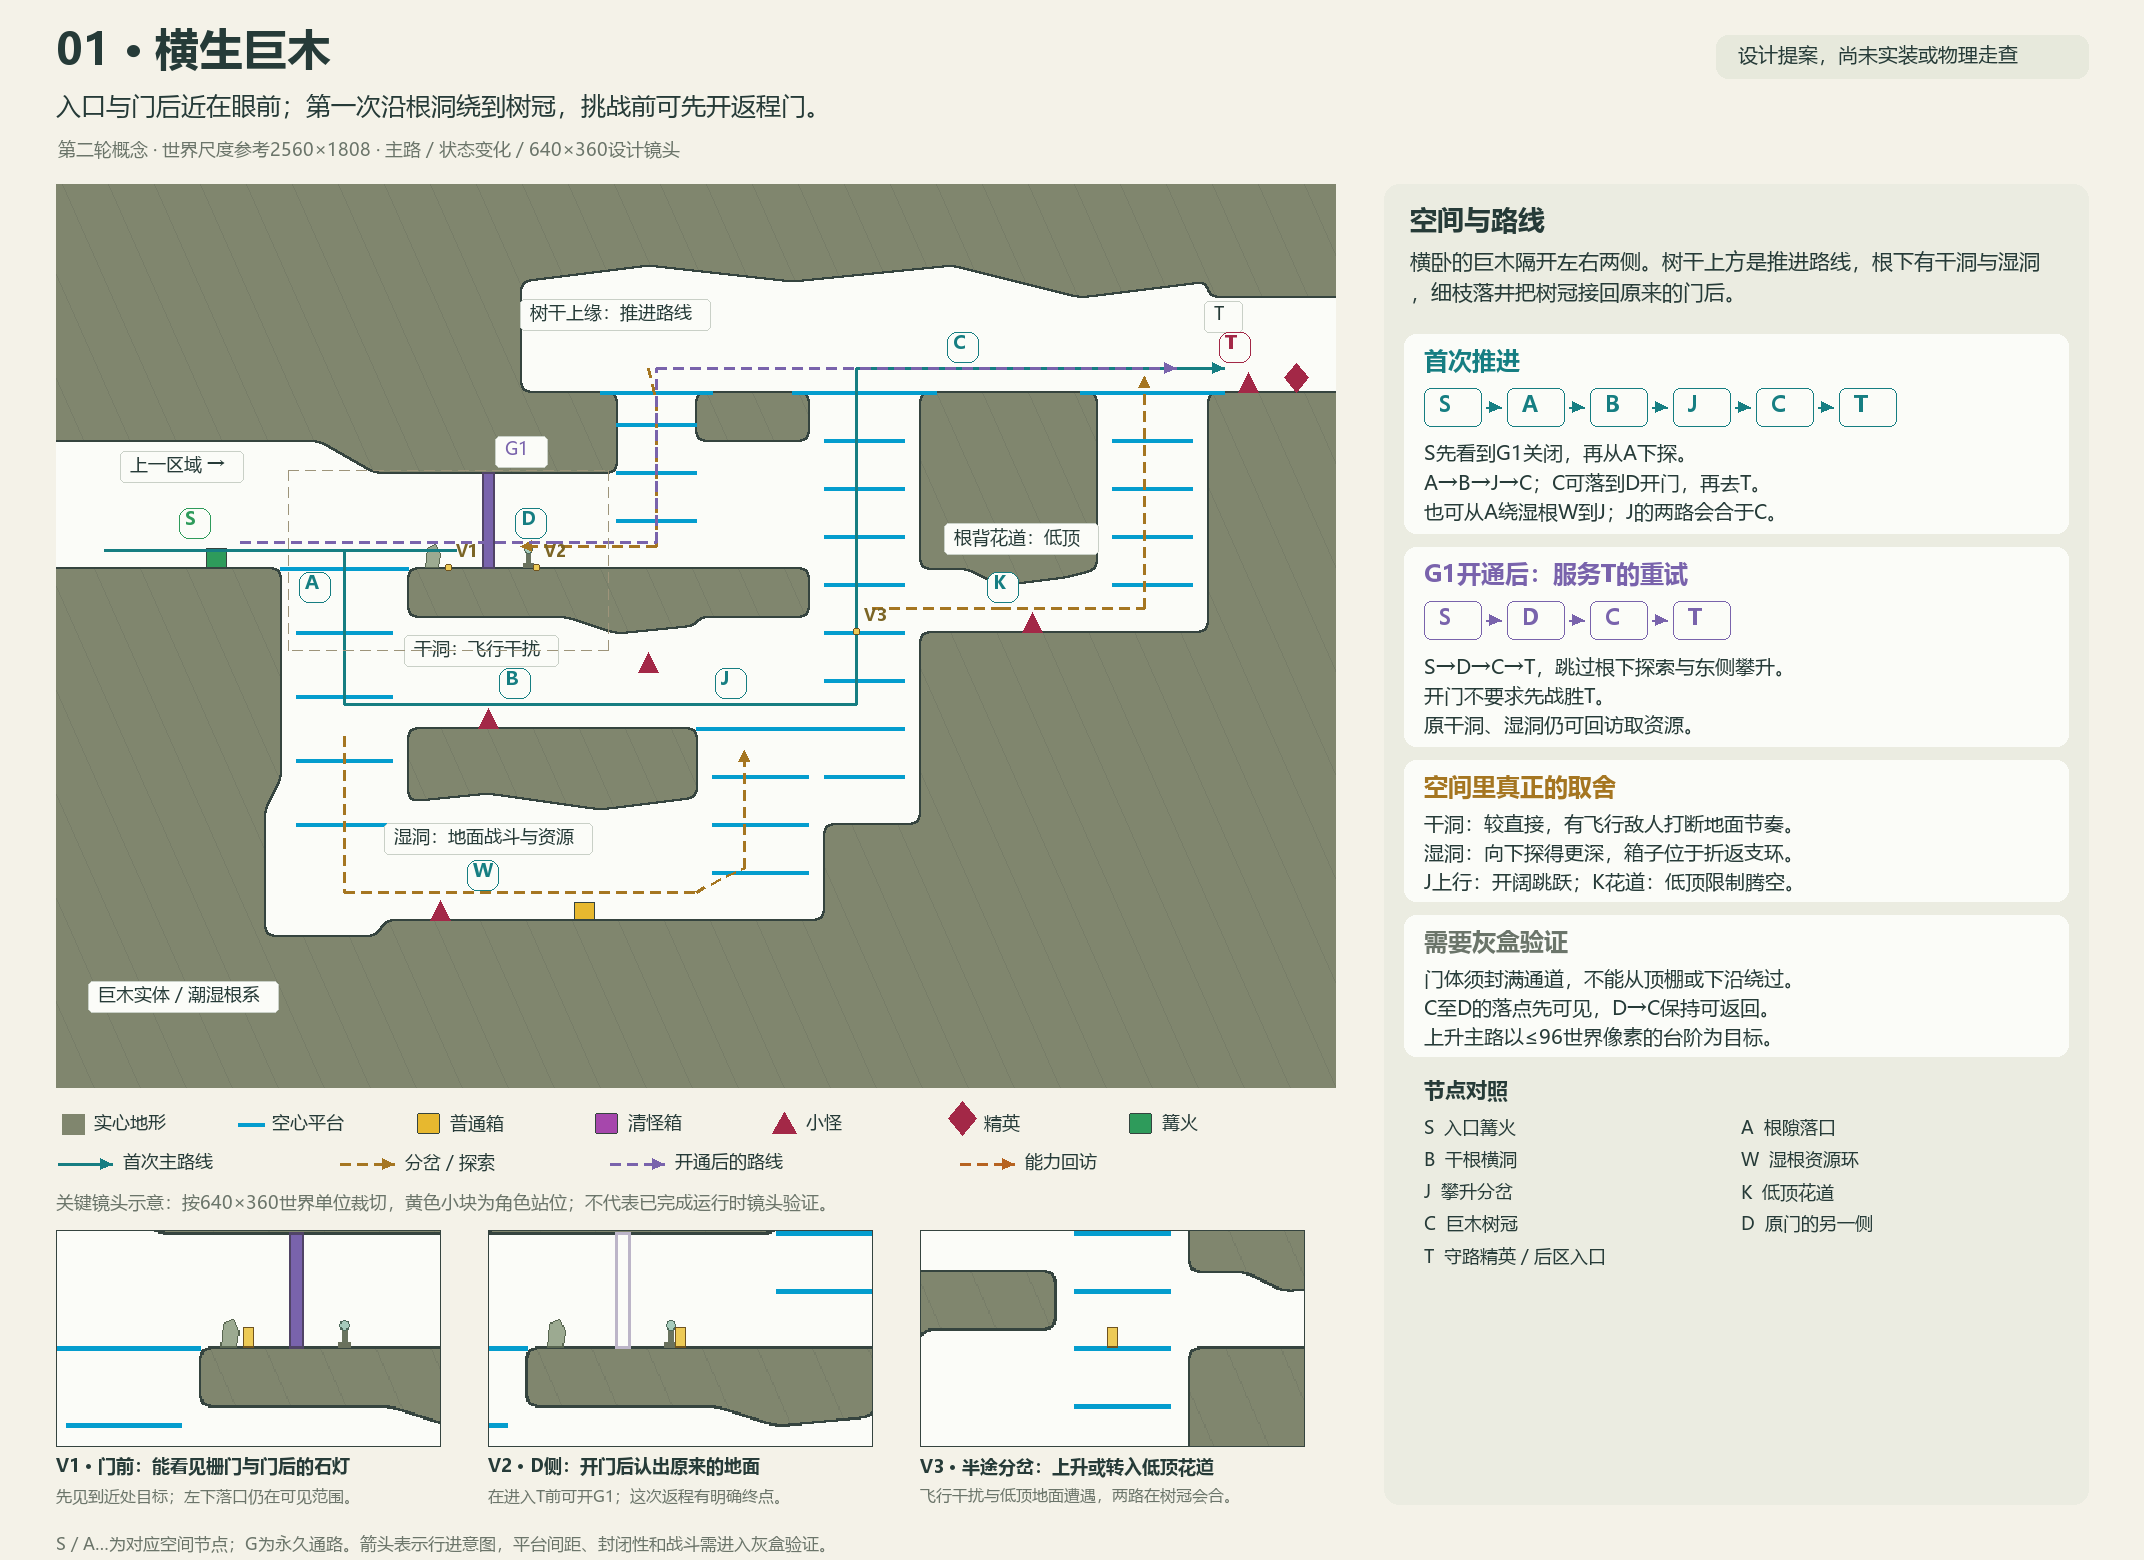 01 • 横生巨木
设计提案，尚未实装或物理走查
入口与门后近在眼前；第一次沿根洞绕到树冠，挑战前可先开返程门。
第二轮概念 · 世界尺度参考2560×1808 · 主路 / 状态变化 / 640×360设计镜头
树干上缘：推进路线
T
C
T
G1
上一区域 →
S
D
V1
V2
根背花道：低顶
A
K
V3
干洞：飞行干扰
B
J
湿洞：地面战斗与资源
W
巨木实体 / 潮湿根系
实心地形
空心平台
普通箱
清怪箱
小怪
精英
篝火
首次主路线
分岔 / 探索
开通后的路线
能力回访
关键镜头示意：按640×360世界单位裁切，黄色小块为角色站位；不代表已完成运行时镜头验证。
V1 • 门前：能看见栅门与门后的石灯
先见到近处目标；左下落口仍在可见范围。
V2 • D侧：开门后认出原来的地面
在进入T前可开G1；这次返程有明确终点。
V3 • 半途分岔：上升或转入低顶花道
飞行干扰与低顶地面遭遇，两路在树冠会合。
S / A…为对应空间节点；G为永久通路。箭头表示行进意图，平台间距、封闭性和战斗需进入灰盒验证。
空间与路线
横卧的巨木隔开左右两侧。树干上方是推进路线，根下有干洞与湿洞
，细枝落井把树冠接回原来的门后。
首次推进
S A B J C T
S先看到G1关闭，再从A下探。
A→B→J→C；C可落到D开门，再去T。
也可从A绕湿根W到J；J的两路会合于C。
G1开通后：服务T的重试
S D C T
S→D→C→T，跳过根下探索与东侧攀升。
开门不要求先战胜T。
原干洞、湿洞仍可回访取资源。
空间里真正的取舍
干洞：较直接，有飞行敌人打断地面节奏。
湿洞：向下探得更深，箱子位于折返支环。
J上行：开阔跳跃；K花道：低顶限制腾空。
需要灰盒验证
门体须封满通道，不能从顶棚或下沿绕过。
C至D的落点先可见，D→C保持可返回。
上升主路以≤96世界像素的台阶为目标。
节点对照
S 入口篝火
A 根隙落口
B 干根横洞
W 湿根资源环
J 攀升分岔
K 低顶花道
C 巨木树冠
D 原门的另一侧
T 守路精英 / 后区入口